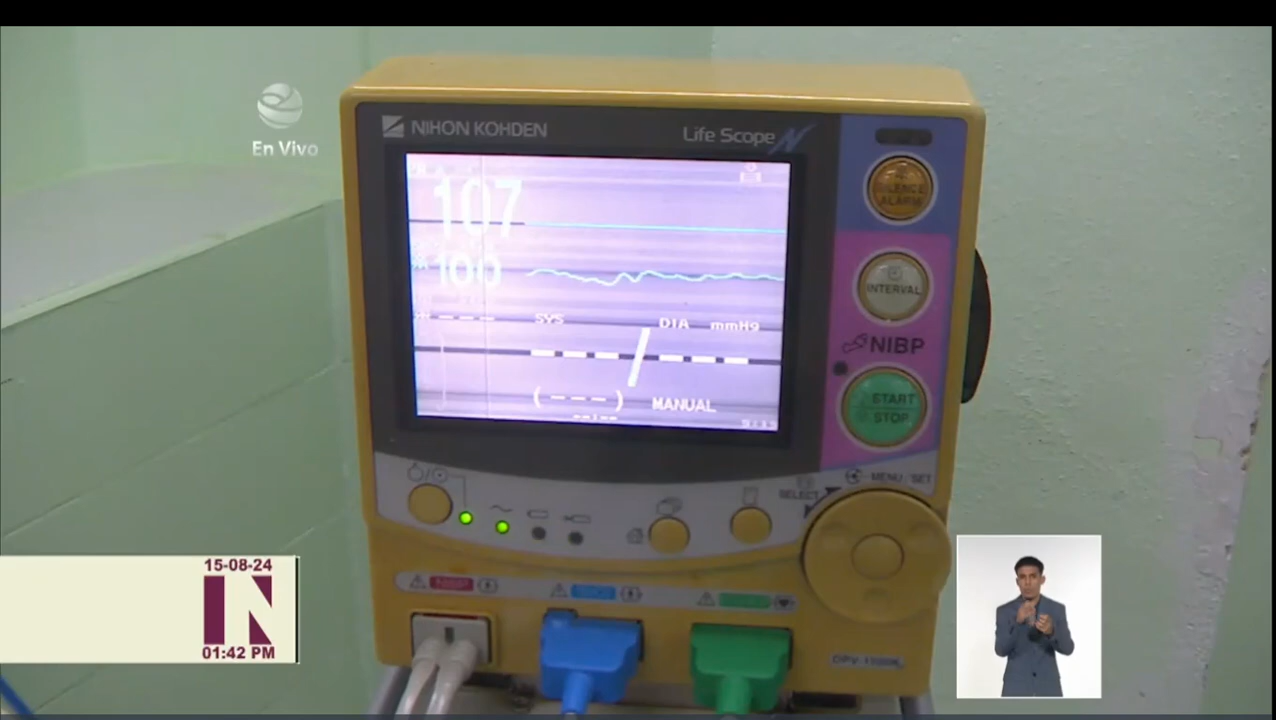 En Vivo
NIHON KOHDEN
Life Scope N
107
100
SYS
DIA mmHg
MANUAL
SILENCE
ALARM
INTERVAL
NIBP
START
STOP
MENU/SET
SELECT
15-08-24
N
01:42 PM